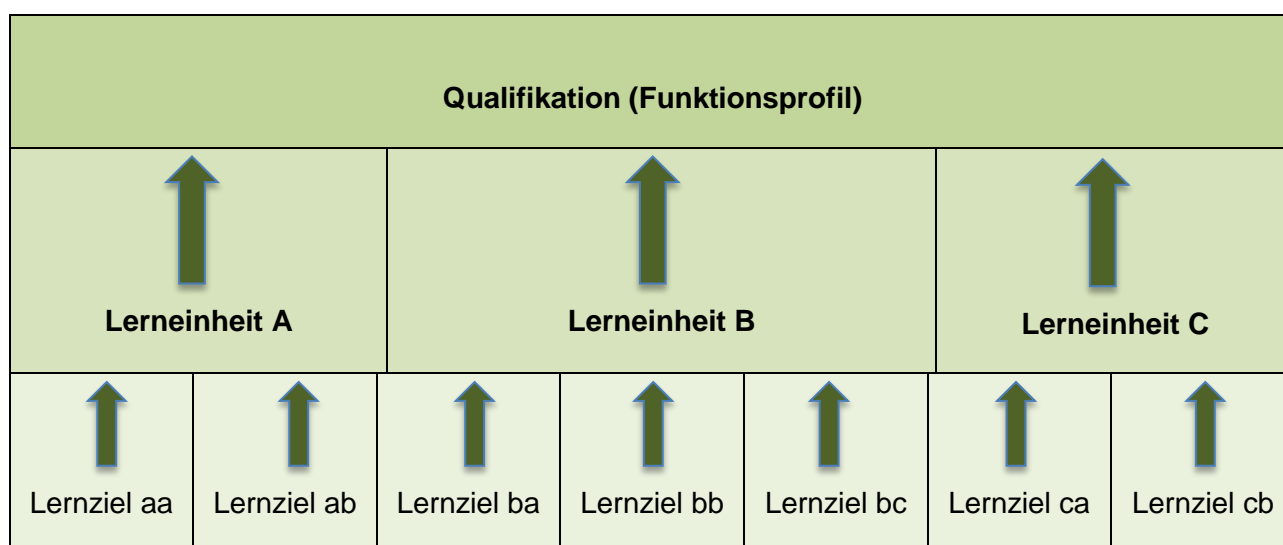 Qualifikation (Funktionsprofil)
Lerneinheit A
Lerneinheit B
Lerneinheit C
Lernziel aa
Lernziel ab
Lernziel ba
Lernziel bb
Lernziel bc
Lernziel ca
Lernziel cb